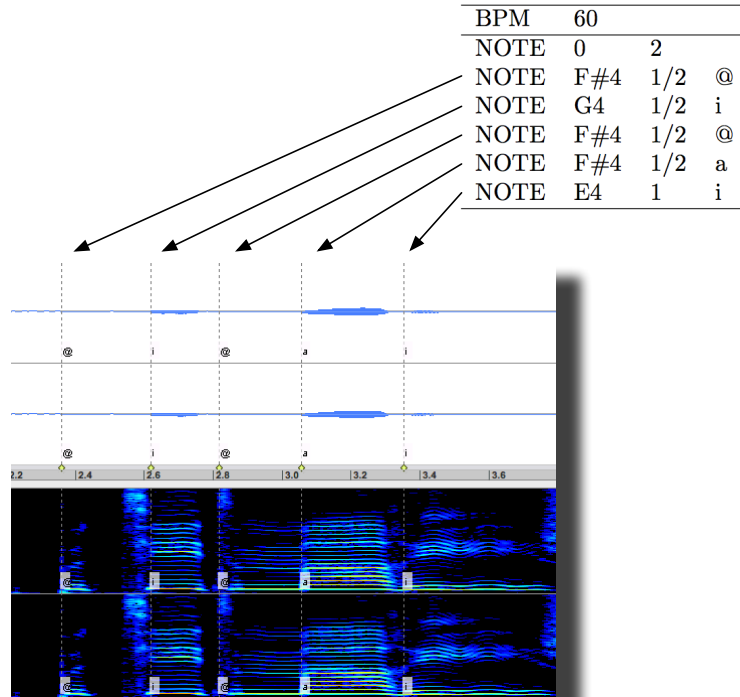 BPM 60
NOTE 0 2
NOTE F#4 1/2 @
NOTE G4 1/2 i
NOTE F#4 1/2 @
NOTE F#4 1/2 a
NOTE E4 1 i
@ i @ a i
@ i @ a i
2.2 2.4 2.6 2.8 3.0 3.2 3.4 3.6
@ i @ a i
@ i @ a i